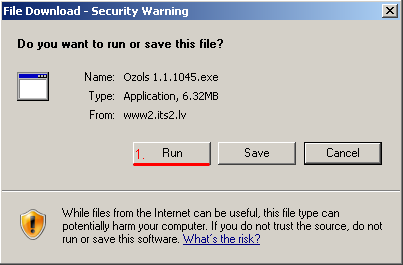 File Download - Security Warning
Do you want to run or save this file?
Name: Ozols 1.1.1045.exe
Type: Application, 6.32MB
From: www2.its2.lv
1. Run Save Cancel
While files from the Internet can be useful, this file type can
potentially harm your computer. If you do not trust the source, do not
run or save this software. What's the risk?